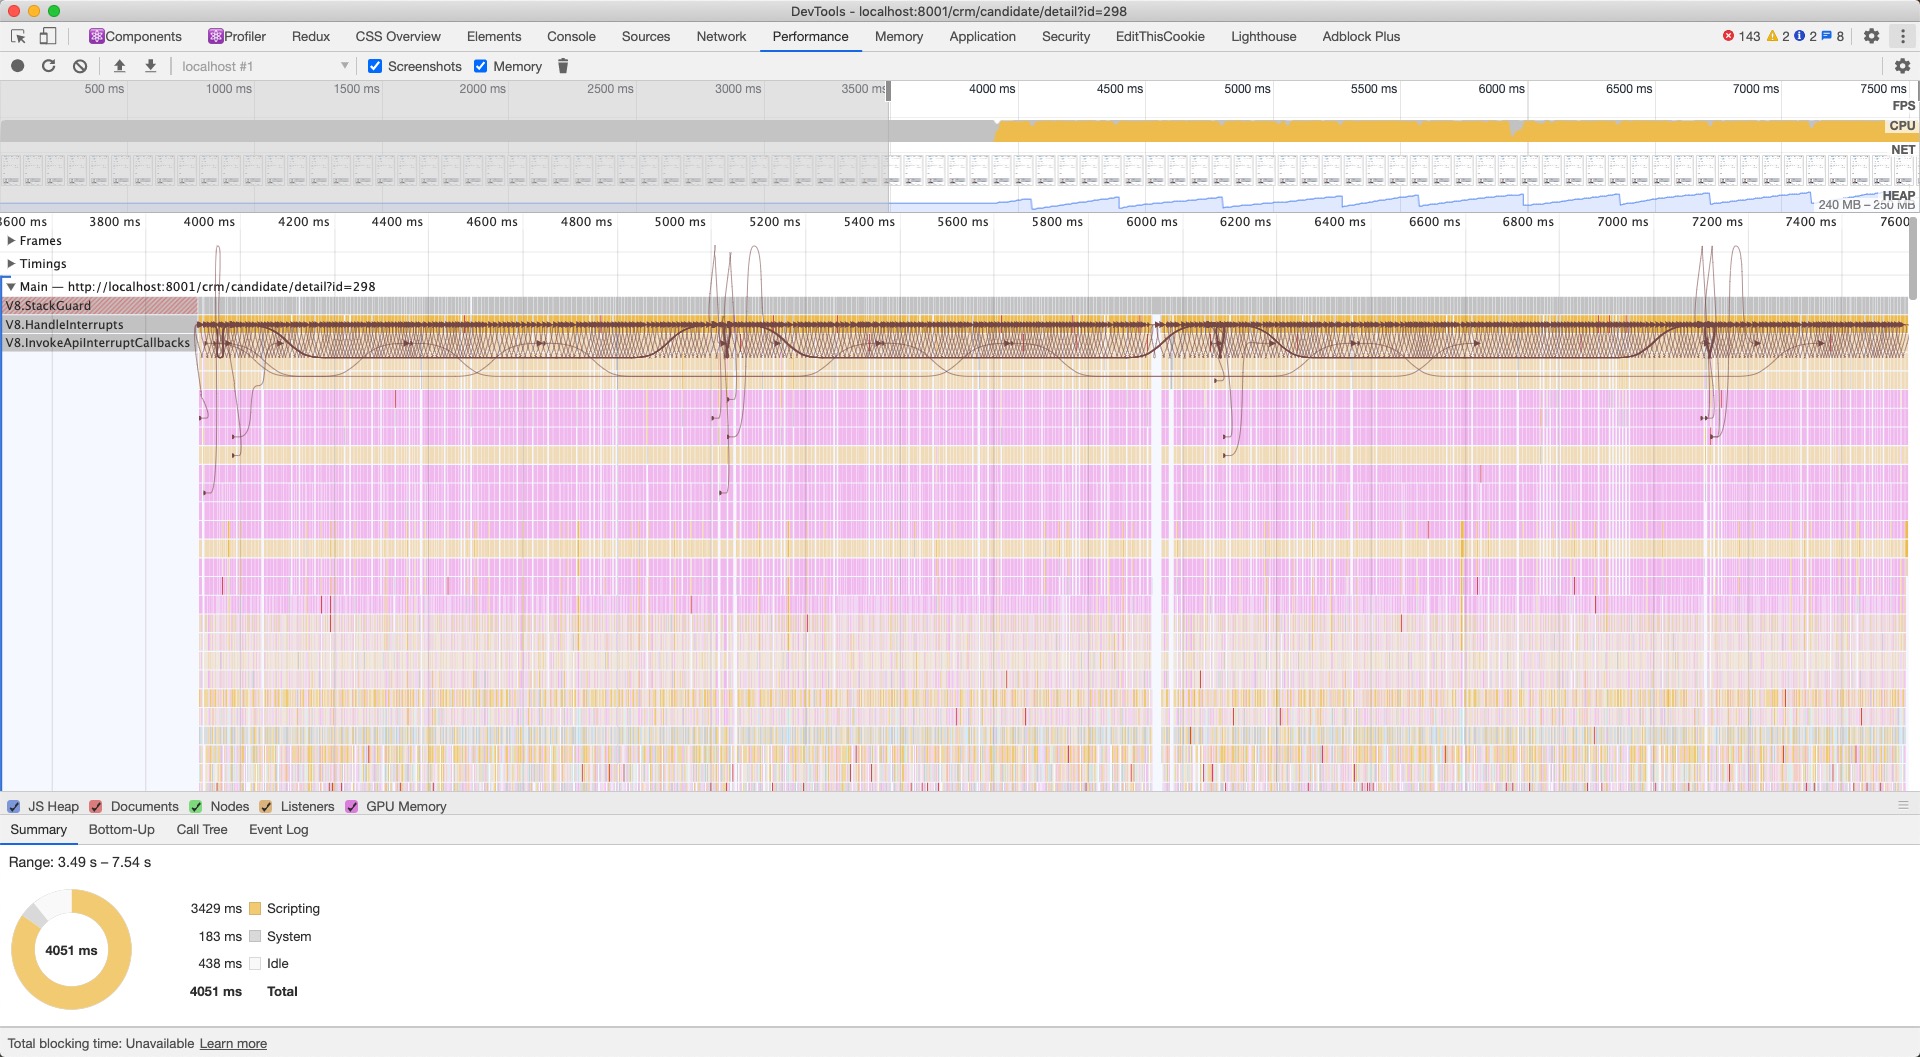 DevTools - localhost:8001/crm/candidate/detail?id=298
Components Profiler Redux CSS Overview Elements Console Sources Network Performance Memory Application Security EditThisCookie Lighthouse Adblock Plus 143 2 2 8
localhost #1 Screenshots Memory
500 ms 1000 ms 1500 ms 2000 ms 2500 ms 3000 ms 3500 ms 4000 ms 4500 ms 5000 ms 5500 ms 6000 ms 6500 ms 7000 ms 7500 ms
FPS
CPU
NET
HEAP
240 MB – 250 MB
3600 ms 3800 ms 4000 ms 4200 ms 4400 ms 4600 ms 4800 ms 5000 ms 5200 ms 5400 ms 5600 ms 5800 ms 6000 ms 6200 ms 6400 ms 6600 ms 6800 ms 7000 ms 7200 ms 7400 ms 7600
Frames
Timings
Main — http://localhost:8001/crm/candidate/detail?id=298
V8.StackGuard
V8.HandleInterrupts
V8.InvokeApiInterruptCallbacks
JS Heap Documents Nodes Listeners GPU Memory
Summary Bottom-Up Call Tree Event Log
Range: 3.49 s – 7.54 s
3429 ms Scripting
183 ms System
4051 ms
438 ms Idle
4051 ms Total
Total blocking time: Unavailable Learn more